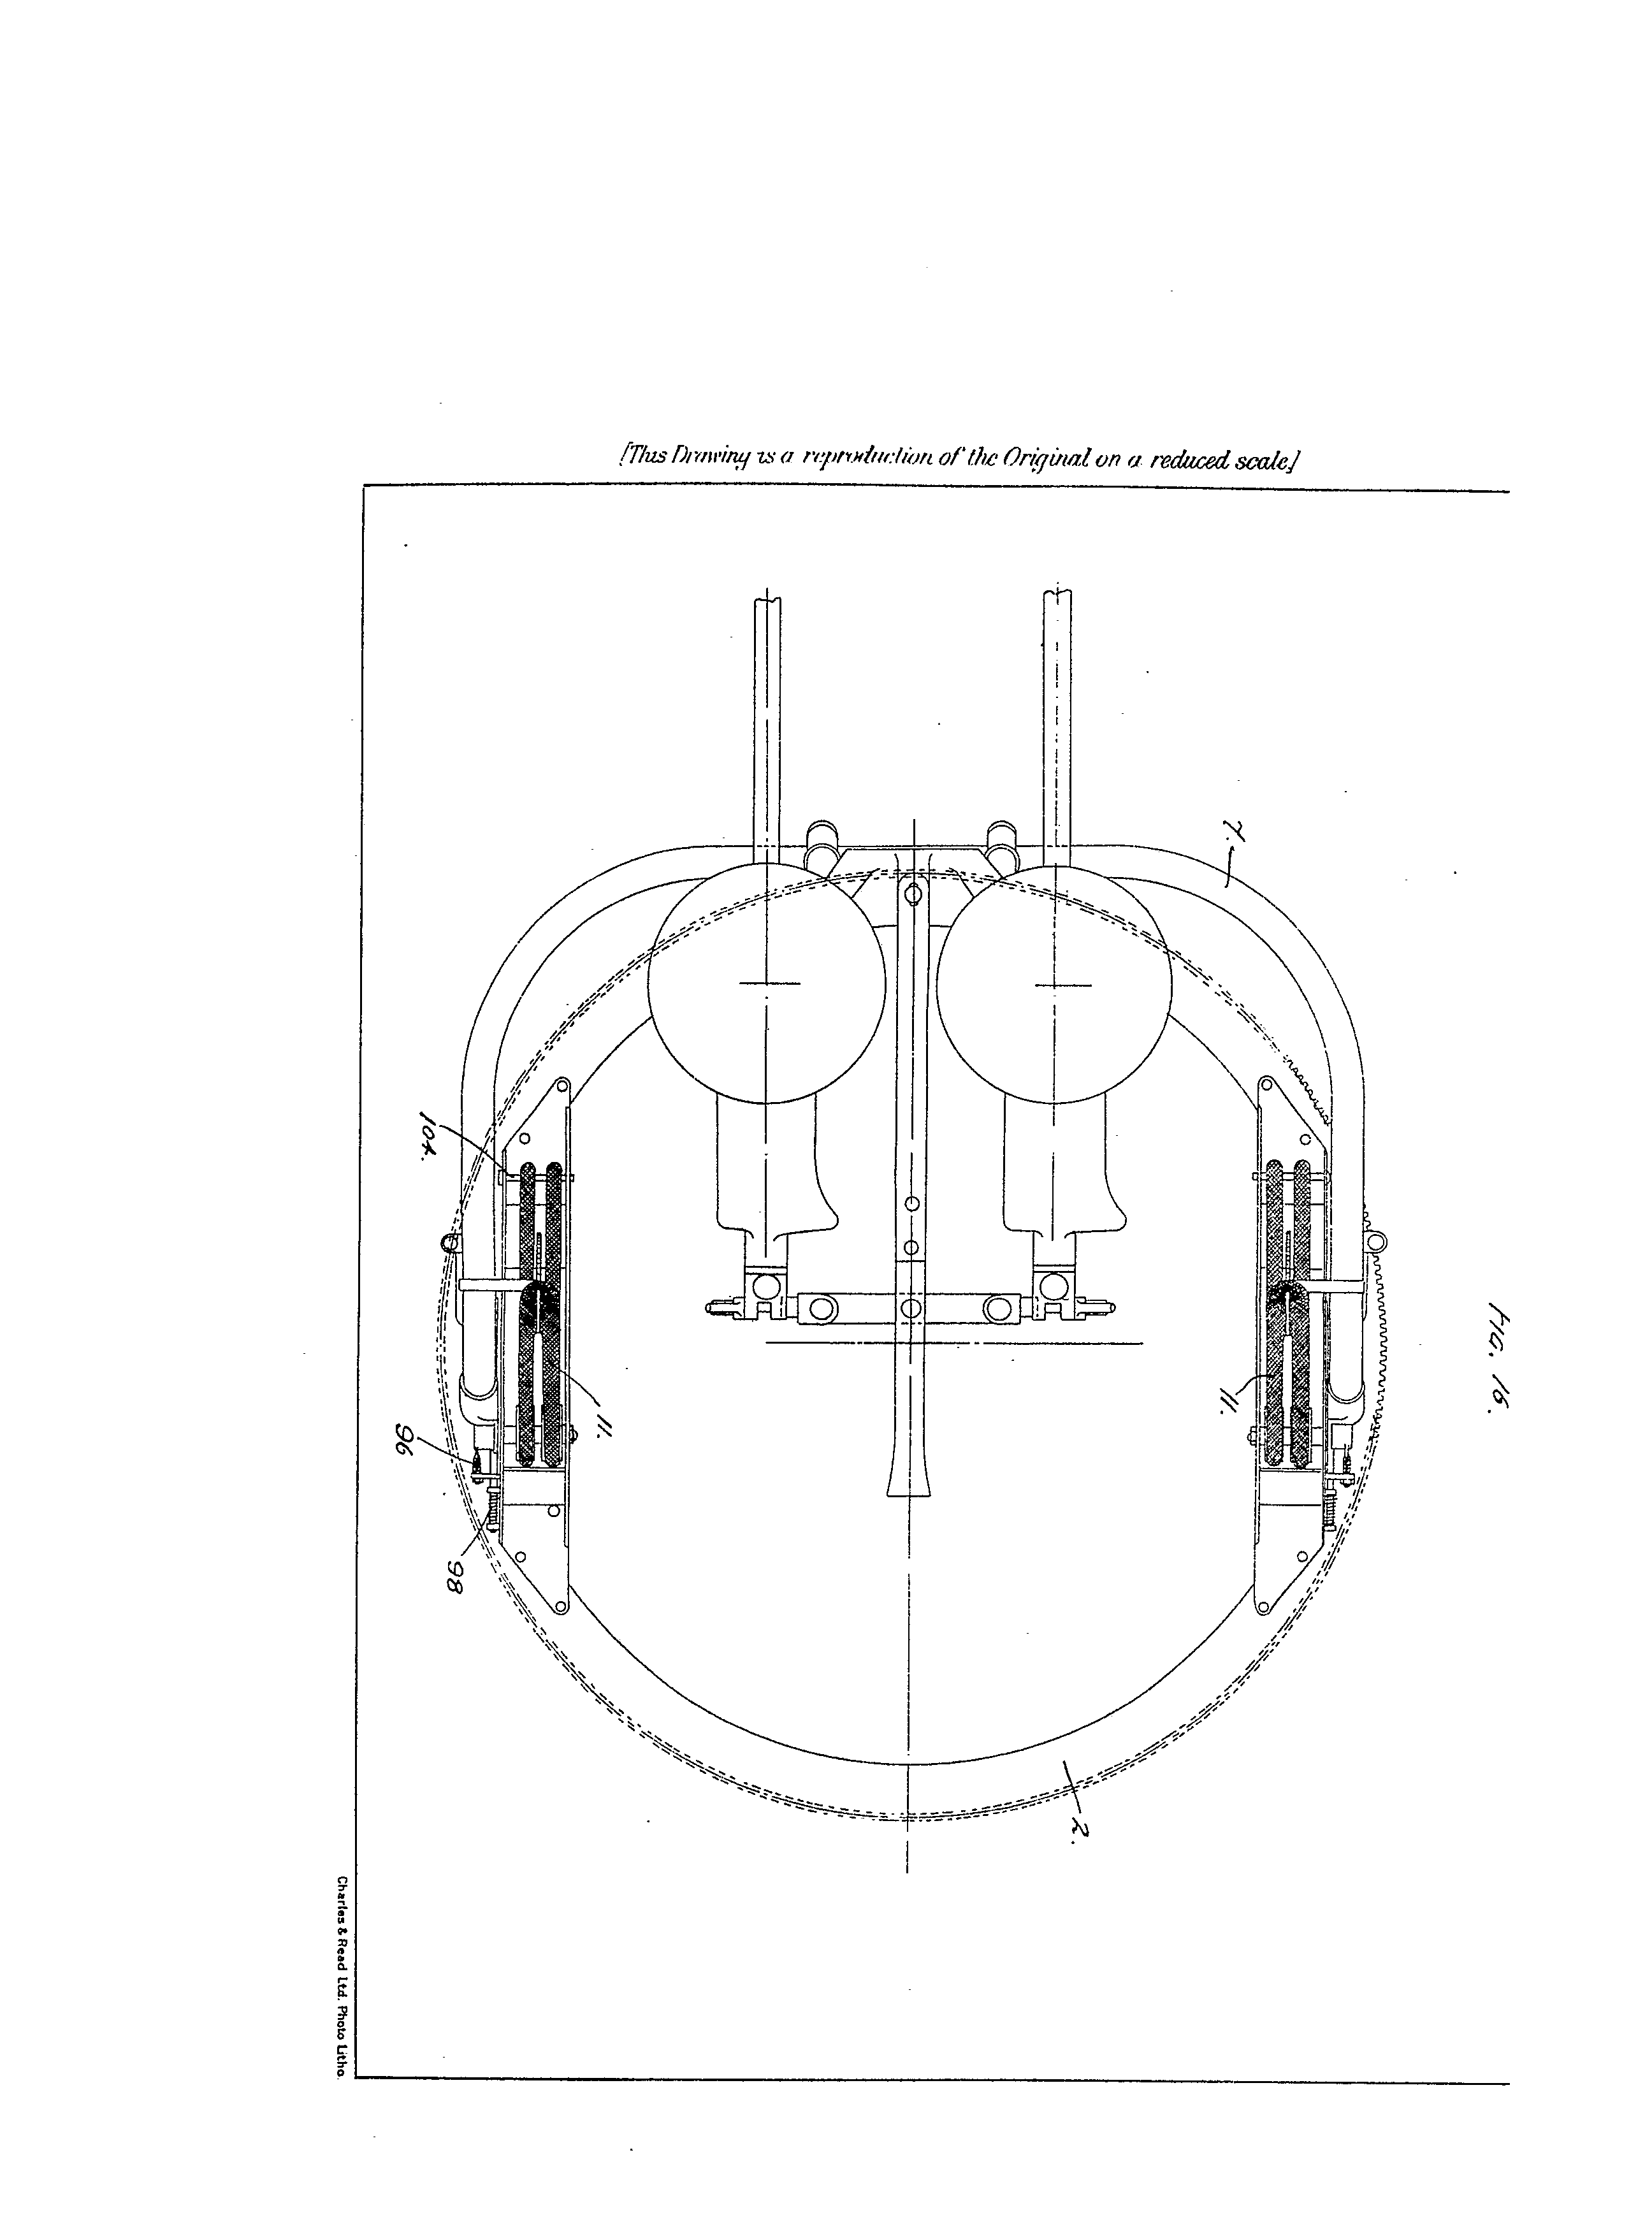 [This Drawing is a reproduction of the Original on a reduced scale]
FIG. 16.
7.
104.
11.
11.
96
98
2.
Charles & Read Ltd. Photo Litho.